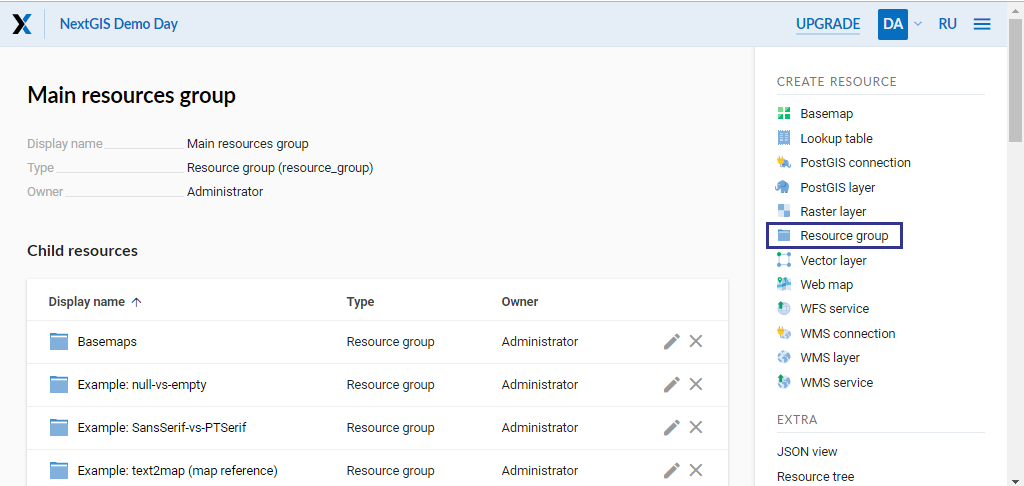 NextGIS Demo Day
UPGRADE
DA
RU
Main resources group
Display name Main resources group
Type Resource group (resource_group)
Owner Administrator
Child resources
Display name Type Owner
Basemaps Resource group Administrator
Example: null-vs-empty Resource group Administrator
Example: SansSerif-vs-PTSerif Resource group Administrator
Example: text2map (map reference) Resource group Administrator
CREATE RESOURCE
Basemap
Lookup table
PostGIS connection
PostGIS layer
Raster layer
Resource group
Vector layer
Web map
WFS service
WMS connection
WMS layer
WMS service
EXTRA
JSON view
Resource tree